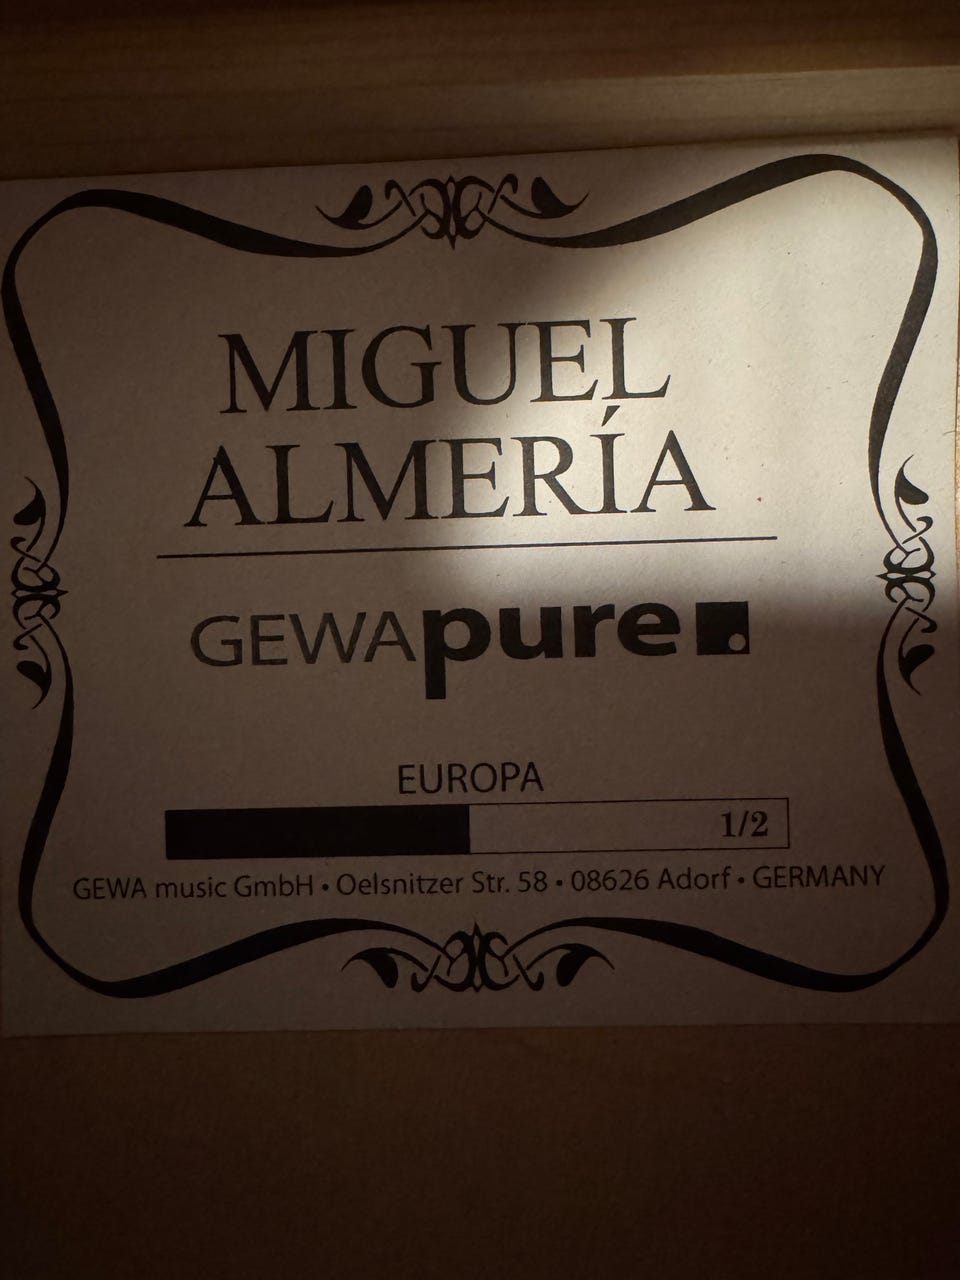 MIGUEL
ALMERÍA
GEWApure
EUROPA
1/2
GEWA music GmbH • Oelsnitzer Str. 58 • 08626 Adorf • GERMANY